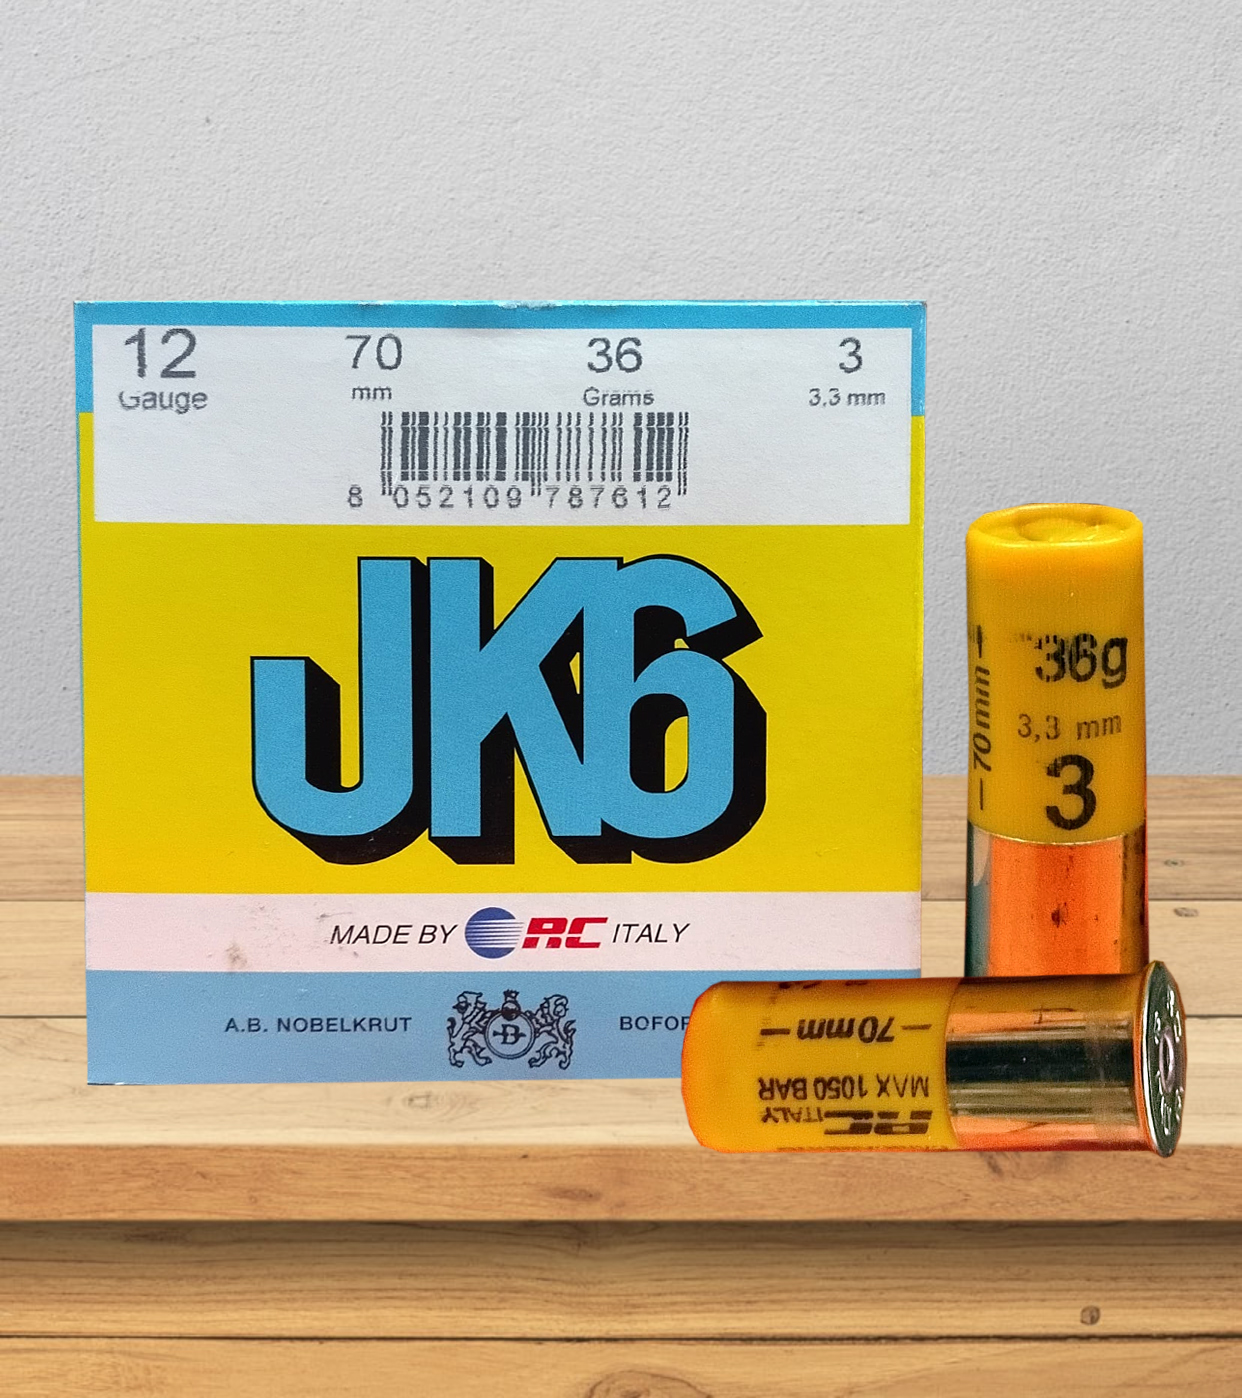 12 70 36 3
Gauge mm Grams 3,3 mm
8 052109 787612
JK6
MADE BY RC ITALY
A.B. NOBELKRUT BOFOR
36g
3,3 mm
3
– 70 mm –
– 70 mm –
MAX 1050 BAR
RC ITALY